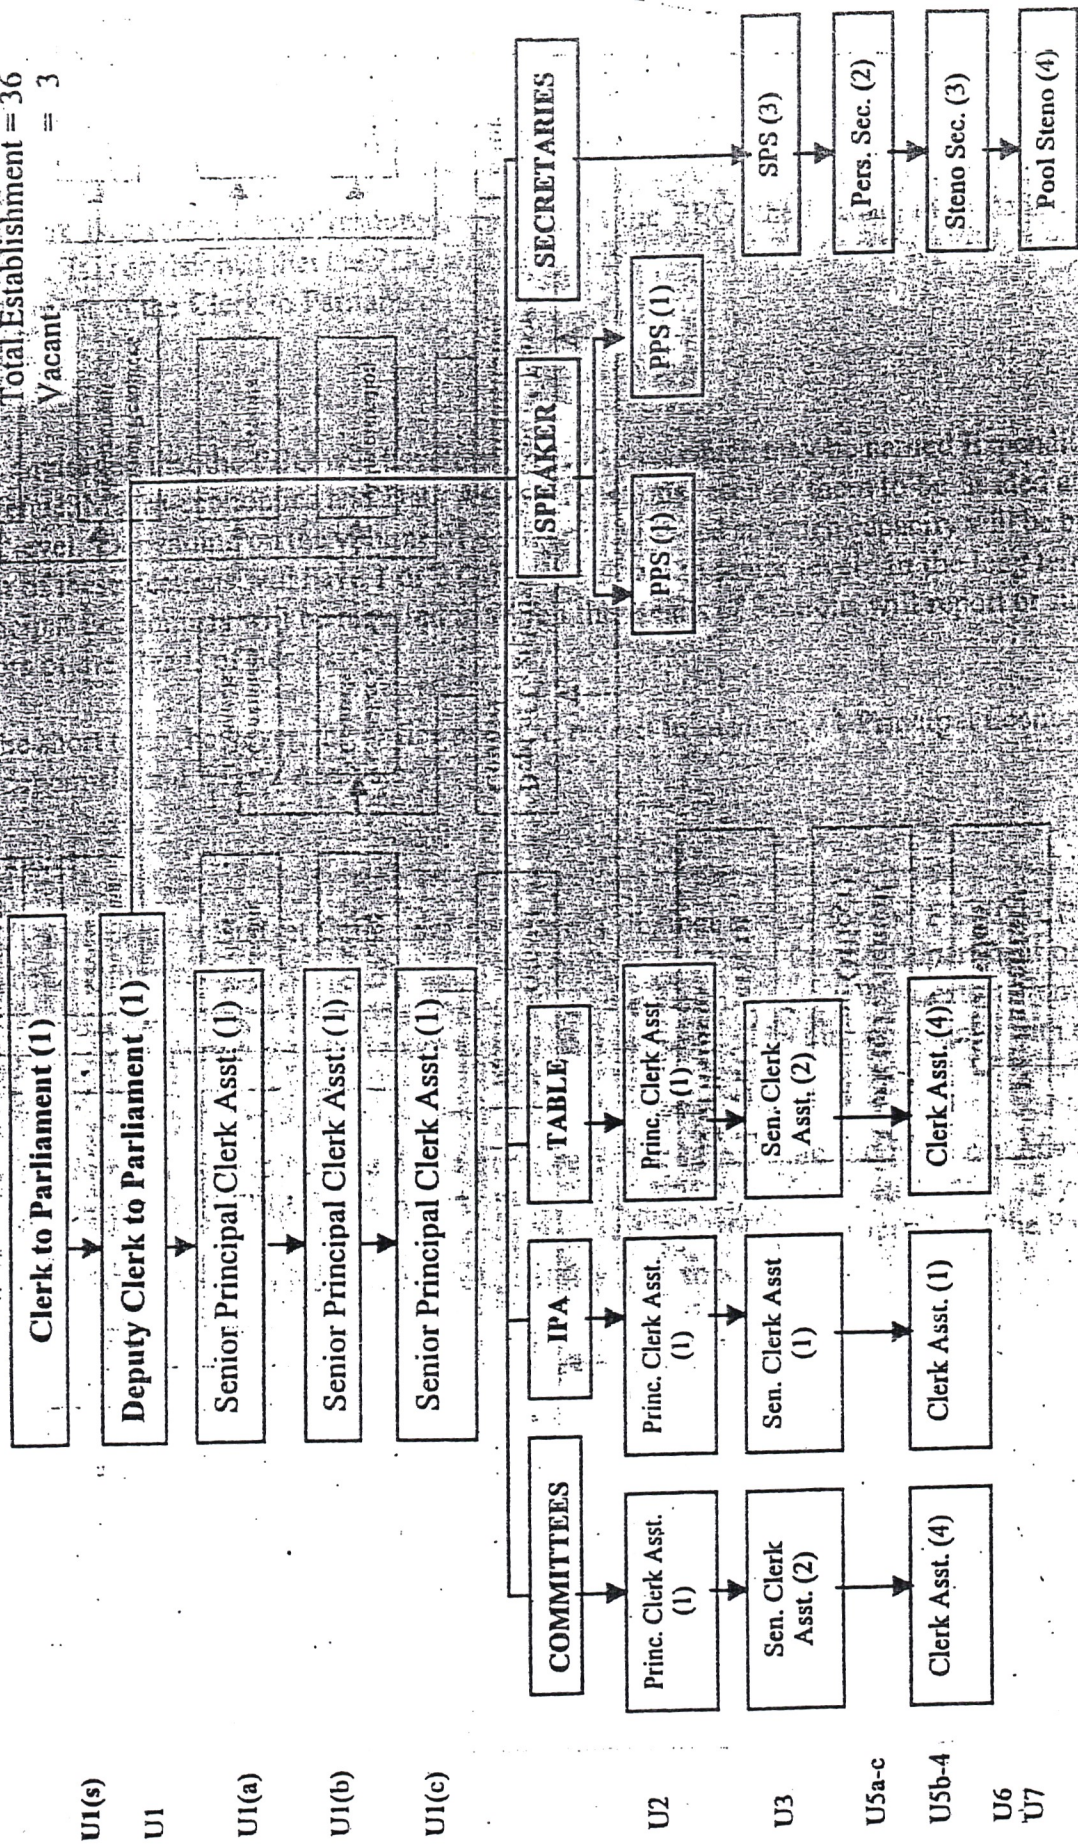 Total Establishment = 36
Vacant = 3
U1(s)
Clerk to Parliament (1)
U1
Deputy Clerk to Parliament (1)
U1(a)
Senior Principal Clerk Asst. (1)
U1(b)
Senior Principal Clerk Asst. (1)
U1(c)
Senior Principal Clerk Asst. (1)
COMMITTEES
IPA
TABLE
SPEAKER
SECRETARIES
U2
Princ. Clerk Asst.
(1)
Princ. Clerk Asst.
(1)
Princ. Clerk Asst
(1)
PPS (1)
PPS (1)
U3
Sen. Clerk
Asst. (2)
Sen. Clerk Asst
(1)
Sen. Clerk
Asst. (2)
SPS (3)
U5a-c
Pers. Sec. (2)
U5b-4
Clerk Asst. (4)
Clerk Asst. (1)
Clerk Asst. (4)
Steno Sec. (3)
U6
U7
Pool Steno (4)